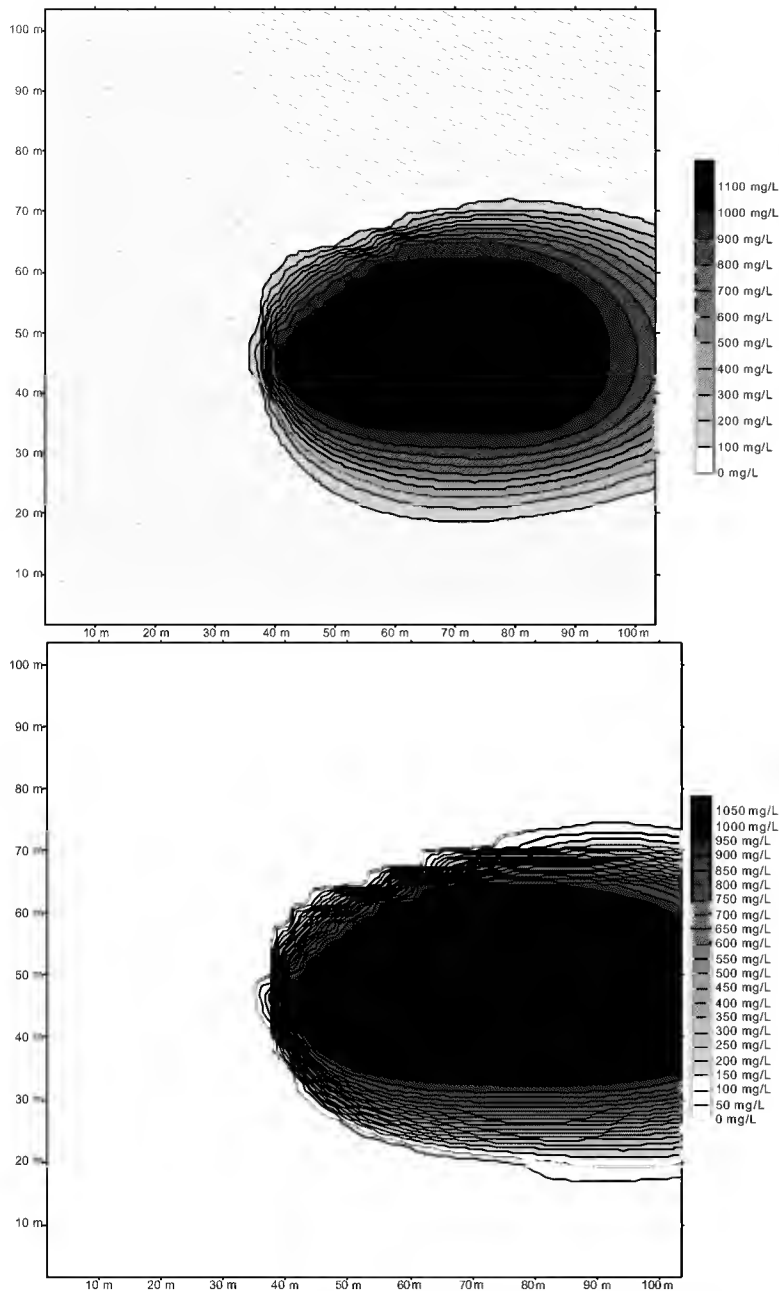 100 m
90 m
80 m
70 m
60 m
50 m
40 m
30 m
20 m
10 m
10 m 20 m 30 m 40 m 50 m 60 m 70 m 80 m 90 m 100 m
1100 mg/L
1000 mg/L
900 mg/L
800 mg/L
700 mg/L
600 mg/L
500 mg/L
400 mg/L
300 mg/L
200 mg/L
100 mg/L
0 mg/L
100 m
90 m
80 m
70 m
60 m
50 m
40 m
30 m
20 m
10 m
10 m 20 m 30 m 40 m 50 m 60 m 70 m 80 m 90 m 100 m
1050 mg/L
1000 mg/L
950 mg/L
900 mg/L
850 mg/L
800 mg/L
750 mg/L
700 mg/L
650 mg/L
600 mg/L
550 mg/L
500 mg/L
450 mg/L
400 mg/L
350 mg/L
300 mg/L
250 mg/L
200 mg/L
150 mg/L
100 mg/L
50 mg/L
0 mg/L